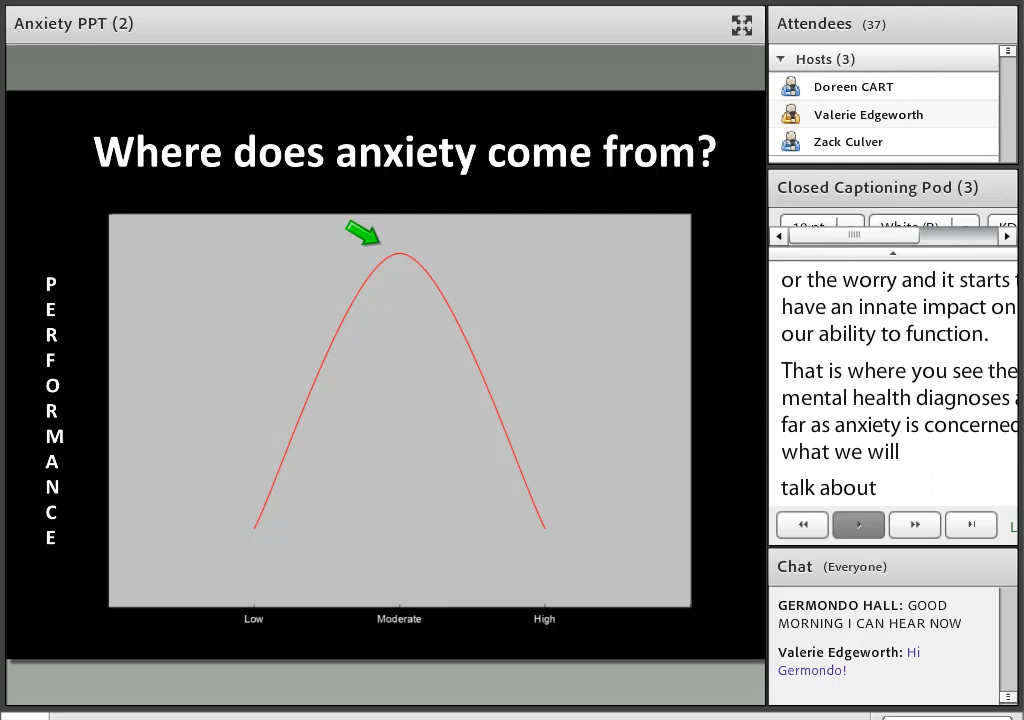 Anxiety PPT (2)
Where does anxiety come from?
PERFORMANCE
Low Moderate High
Attendees (37)
Hosts (3)
Doreen CART
Valerie Edgeworth
Zack Culver
Closed Captioning Pod (3)
or the worry and it starts
have an innate impact on
our ability to function.
That is where you see the
mental health diagnoses
far as anxiety is concerned
what we will
talk about
Chat (Everyone)
GERMONDO HALL: GOOD
MORNING I CAN HEAR NOW
Valerie Edgeworth: Hi
Germondo!